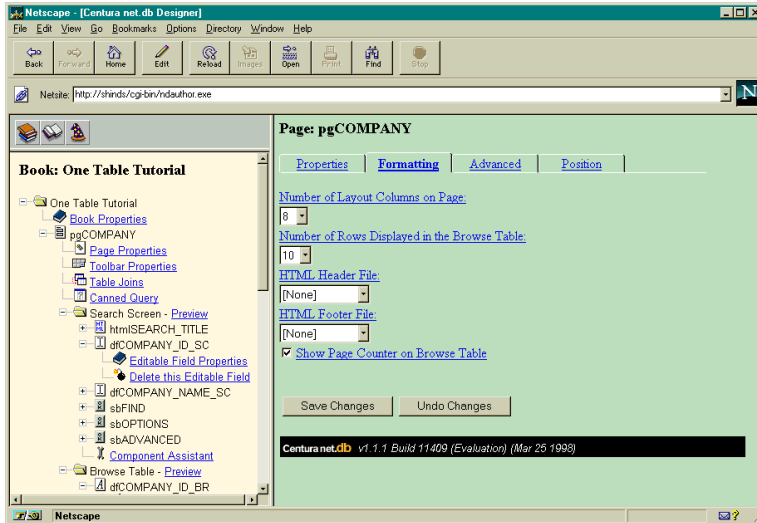 Netscape - [Centura net.db Designer]
File Edit View Go Bookmarks Options Directory Window Help
Back Forward Home Edit Reload Images Open Print Find Stop
Netsite: http://shinds/cgi-bin/ndauthor.exe
N
Book: One Table Tutorial
One Table Tutorial
Book Properties
pgCOMPANY
Page Properties
Toolbar Properties
Table Joins
Canned Query
Search Screen - Preview
htmlSEARCH_TITLE
dfCOMPANY_ID_SC
Editable Field Properties
Delete this Editable Field
dfCOMPANY_NAME_SC
sbFIND
sbOPTIONS
sbADVANCED
Component Assistant
Browse Table - Preview
dfCOMPANY_ID_BR
Page: pgCOMPANY
Properties Formatting Advanced Position
Number of Layout Columns on Page:
8
Number of Rows Displayed in the Browse Table:
10
HTML Header File:
[None]
HTML Footer File:
[None]
Show Page Counter on Browse Table
Save Changes Undo Changes
Centura net.db v1.1.1 Build 11409 (Evaluation) (Mar 25 1998)
Netscape